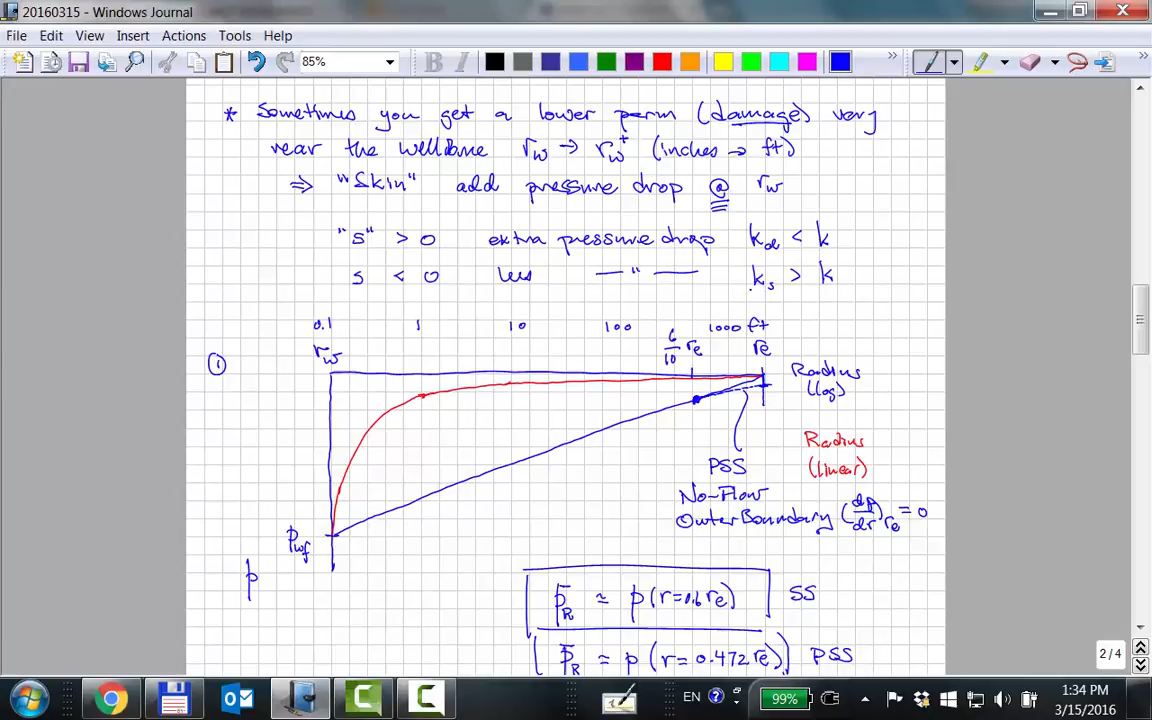 20160315 - Windows Journal
File Edit View Insert Actions Tools Help
85%
* Sometimes you get a lower perm (damage) very
near the wellbore rw → rw+ (inches → ft)
⇒ "Skin" add pressure drop @ rw
"s" > 0 extra pressure drop kd < k
s < 0 less —"— ks > k
0.1 1 10 100 1000 ft
rw 6/10 re re
①
Radius
(log)
Radius
(linear)
PSS
No-Flow
Outer Boundary (dp/dr)re = 0
pwf
p
p̄R ≈ p(r=0.6re) SS
p̄R ≈ p(r=0.472re) PSS
2/4
EN 99% 1:34 PM
3/15/2016